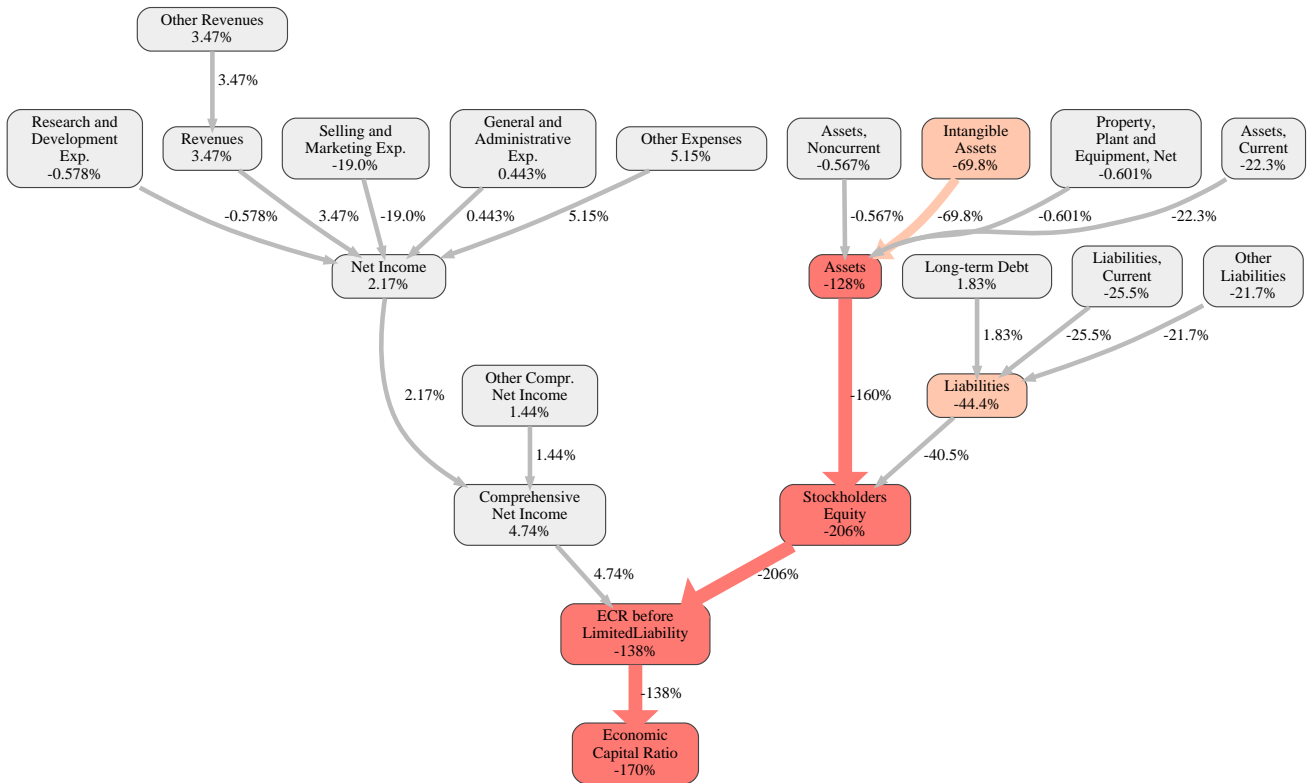 Other Revenues
3.47%
3.47%
Research and
Development
Exp.
-0.578%
Revenues
3.47%
Selling and
Marketing Exp.
-19.0%
General and
Administrative
Exp.
0.443%
Other Expenses
5.15%
Assets,
Noncurrent
-0.567%
Intangible
Assets
-69.8%
Property,
Plant and
Equipment, Net
-0.601%
Assets,
Current
-22.3%
-0.578%
3.47%
-19.0%
0.443%
5.15%
-0.567%
-69.8%
-0.601%
-22.3%
Net Income
2.17%
Assets
-128%
Long-term Debt
1.83%
Liabilities,
Current
-25.5%
Other
Liabilities
-21.7%
1.83%
-25.5%
-21.7%
2.17%
Other Compr.
Net Income
1.44%
-160%
Liabilities
-44.4%
1.44%
-40.5%
Comprehensive
Net Income
4.74%
Stockholders
Equity
-206%
4.74%
-206%
ECR before
LimitedLiability
-138%
-138%
Economic
Capital Ratio
-170%